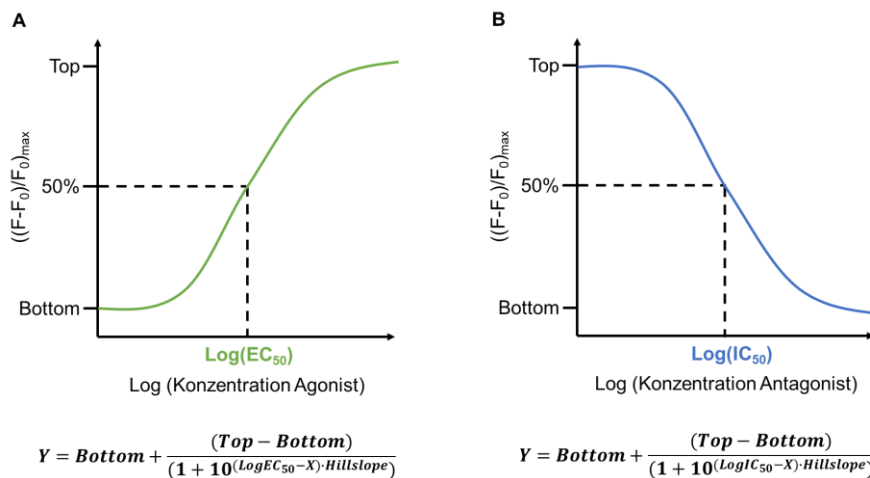 A
Top
50%
Bottom
((F-F₀)/F₀)max
Log(EC₅₀)
Log (Konzentration Agonist)
Y = Bottom + (Top − Bottom) / (1 + 10^(LogEC₅₀−X)·Hillslope)
B
Top
50%
Bottom
((F-F₀)/F₀)max
Log(IC₅₀)
Log (Konzentration Antagonist)
Y = Bottom + (Top − Bottom) / (1 + 10^(LogIC₅₀−X)·Hillslope)